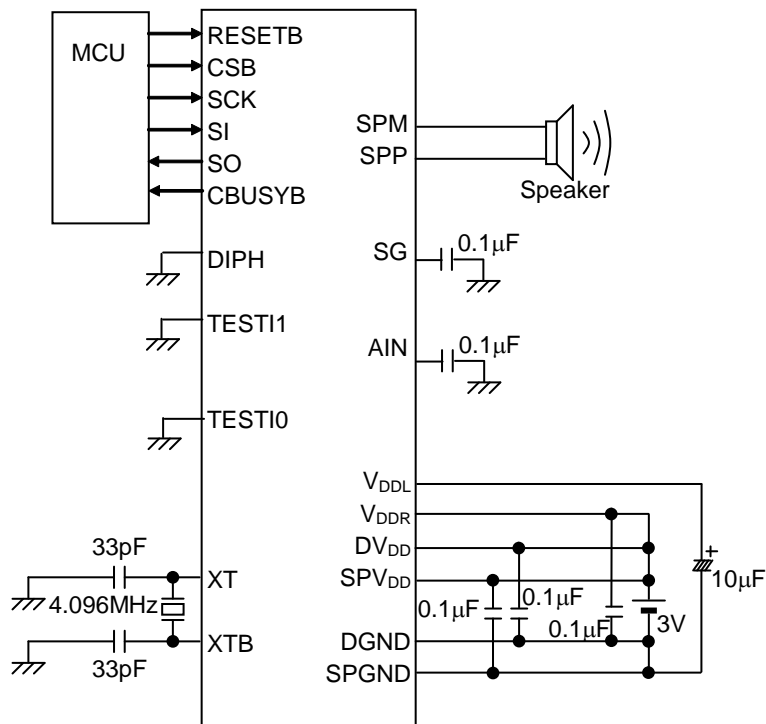 MCU
RESETB
CSB
SCK
SI
SO
CBUSYB
DIPH
TESTI1
TESTI0
33pF
XT
4.096MHz
XTB
33pF
SPM
SPP
Speaker
SG
0.1μF
AIN
0.1μF
VDDL
VDDR
DVDD
SPVDD
DGND
SPGND
0.1μF
0.1μF
0.1μF
3V
+
10μF